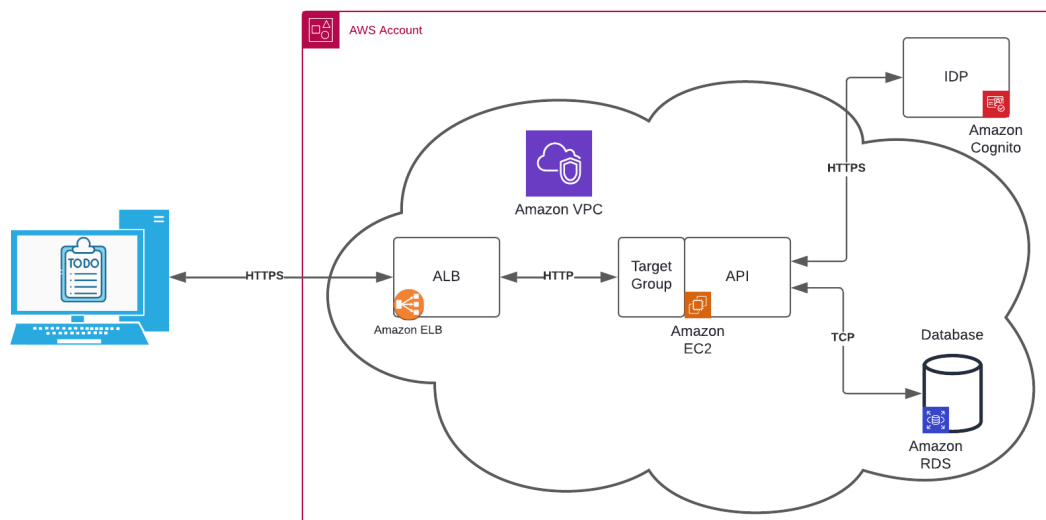 AWS Account
IDP
Amazon
Cognito
HTTPS
Amazon VPC
TODO
HTTPS
ALB
Amazon ELB
HTTP
Target
Group
API
Amazon
EC2
TCP
Database
Amazon
RDS